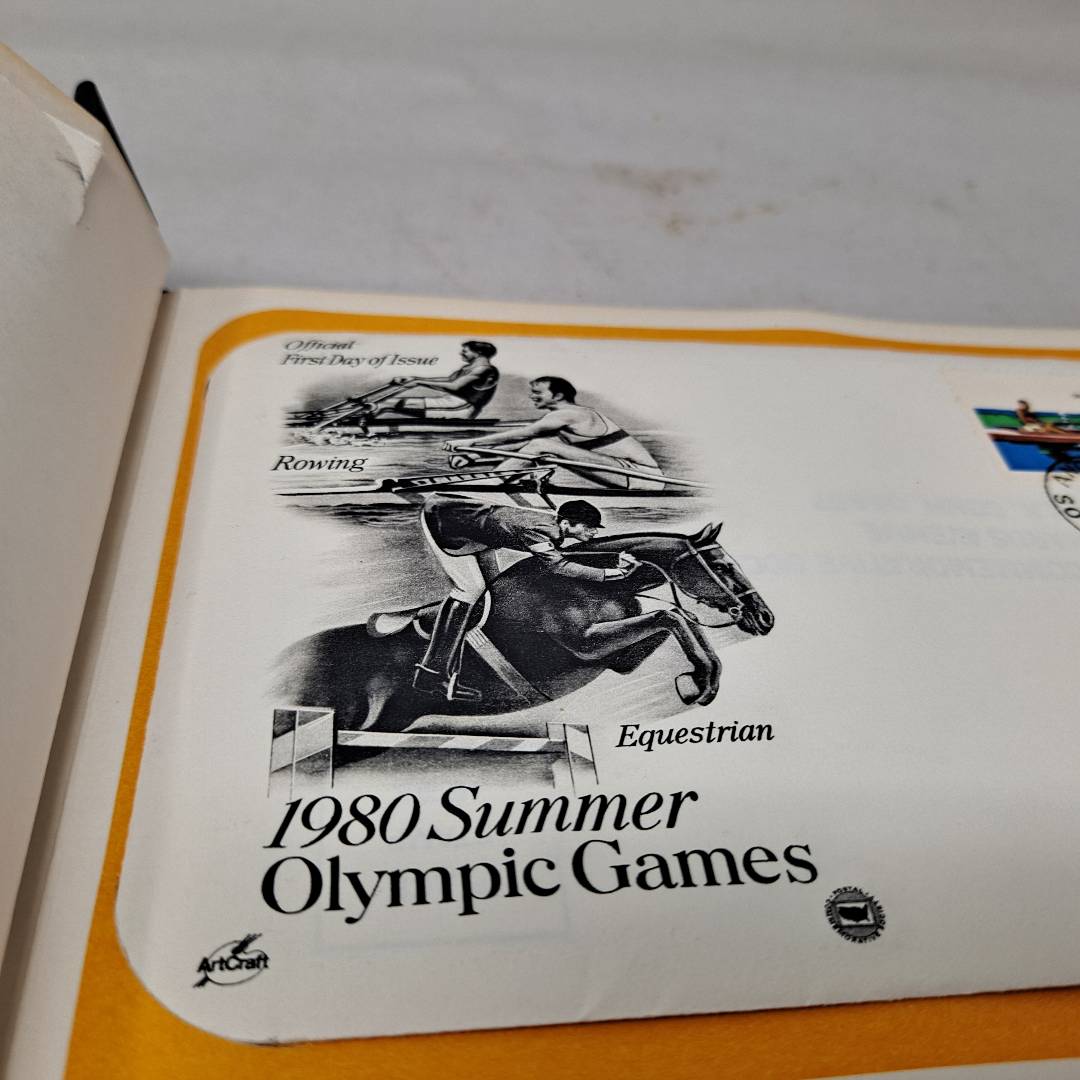 Official
First Day of Issue
Rowing
Equestrian
1980 Summer
Olympic Games
ArtCraft